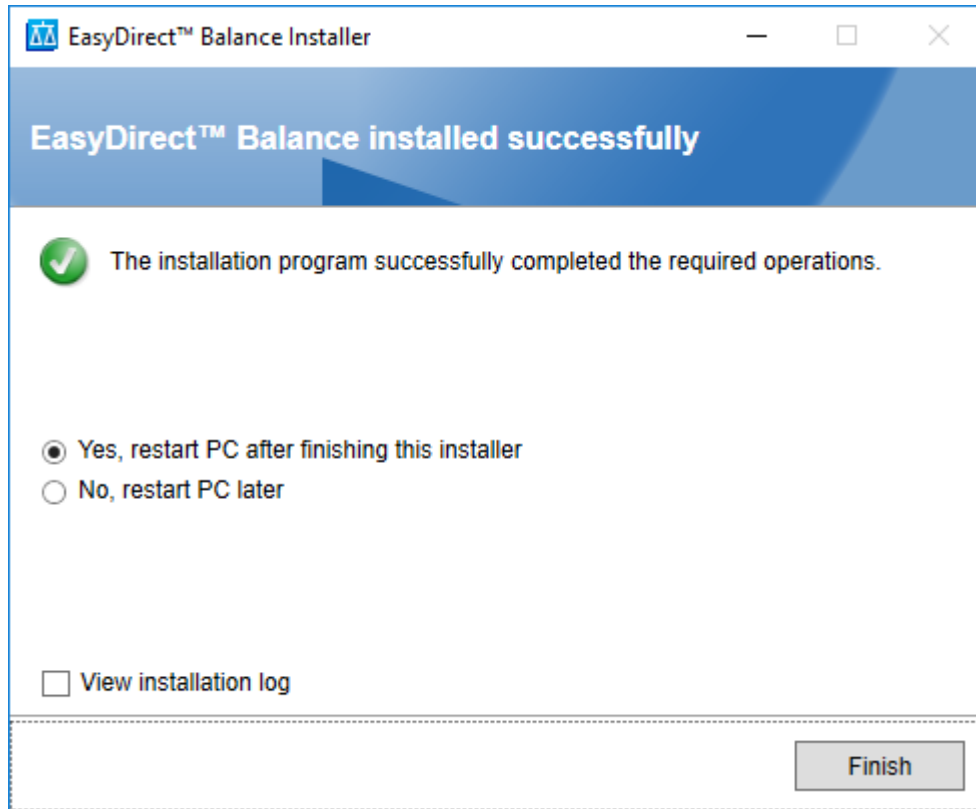 EasyDirect™ Balance Installer
EasyDirect™ Balance installed successfully
The installation program successfully completed the required operations.
Yes, restart PC after finishing this installer
No, restart PC later
View installation log
Finish